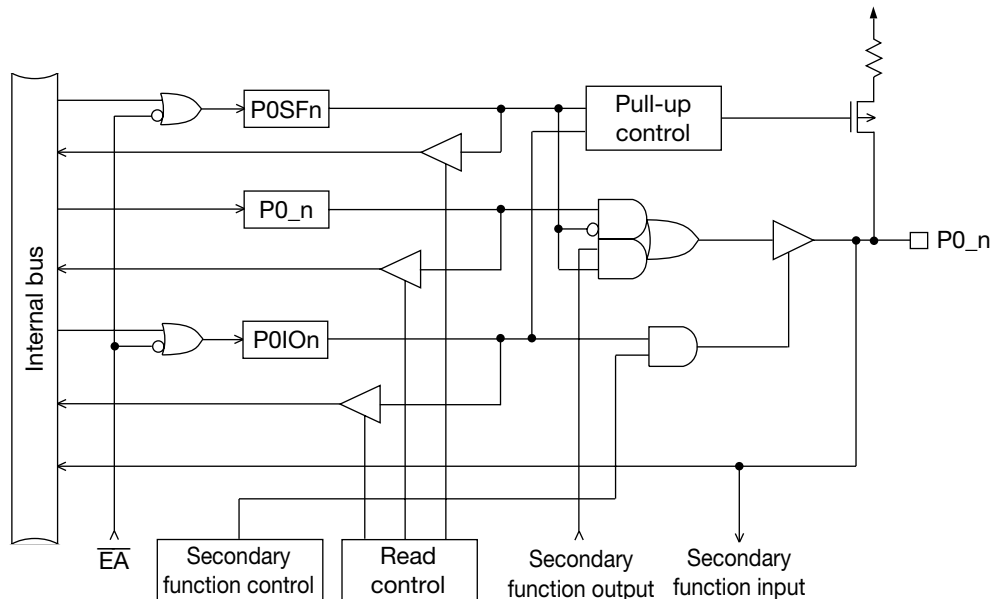 P0SFn
Pull-up
control
P0_n
P0_n
Internal bus
P0IOn
EA
Secondary
function control
Read
control
Secondary
function output
Secondary
function input